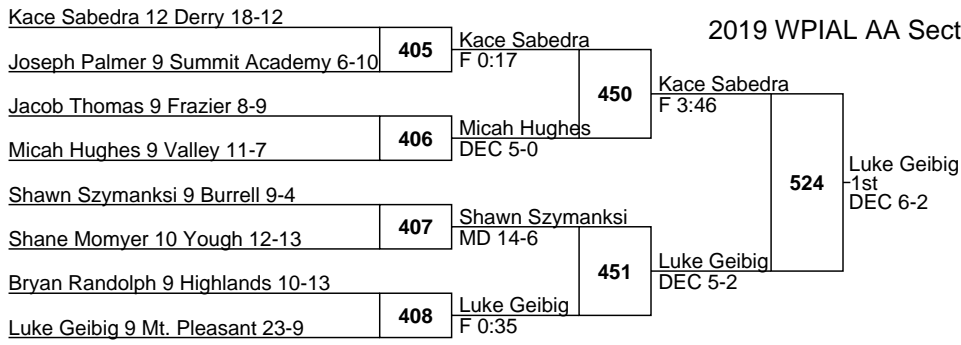 Kace Sabedra 12 Derry 18-12
2019 WPIAL AA Sect
405
Kace Sabedra
F 0:17
Joseph Palmer 9 Summit Academy 6-10
450
Kace Sabedra
F 3:46
Jacob Thomas 9 Frazier 8-9
406
Micah Hughes
DEC 5-0
Micah Hughes 9 Valley 11-7
524
Luke Geibig
1st
DEC 6-2
Shawn Szymanksi 9 Burrell 9-4
407
Shawn Szymanksi
MD 14-6
Shane Momyer 10 Yough 12-13
451
Luke Geibig
DEC 5-2
Bryan Randolph 9 Highlands 10-13
408
Luke Geibig
F 0:35
Luke Geibig 9 Mt. Pleasant 23-9